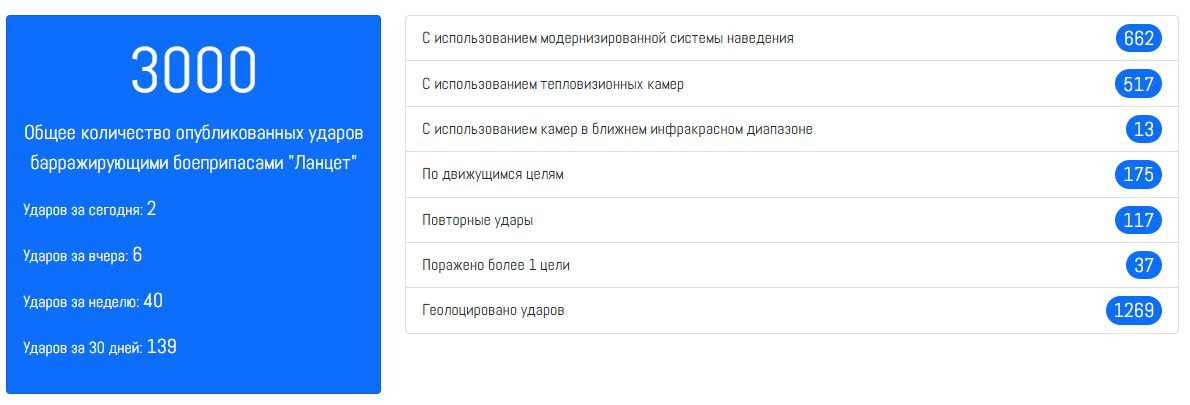 3000
Общее количество опубликованных ударов
барражирующими боеприпасами "Ланцет"
Ударов за сегодня: 2
Ударов за вчера: 6
Ударов за неделю: 40
Ударов за 30 дней: 139
С использованием модернизированной системы наведения 662
С использованием тепловизионных камер 517
С использованием камер в ближнем инфракрасном диапазоне 13
По движущимся целям 175
Повторные удары 117
Поражено более 1 цели 37
Геолоцировано ударов 1269